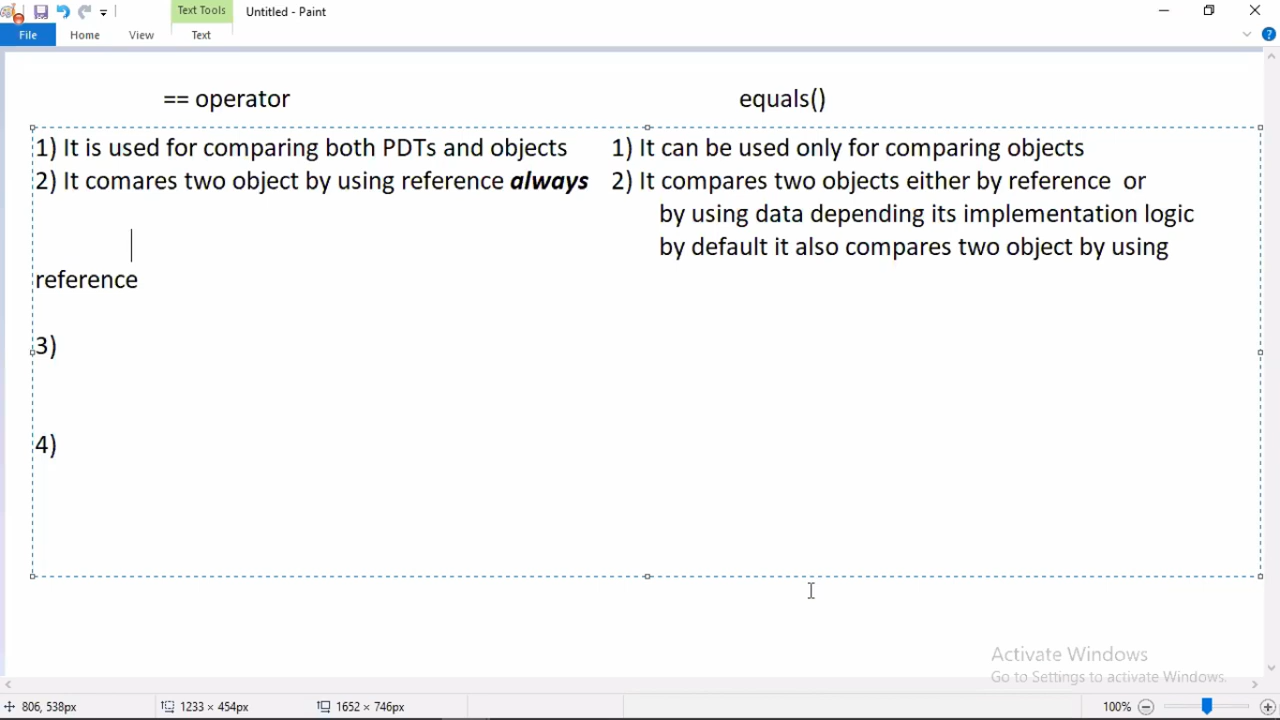 Text Tools
Untitled - Paint
File
Home
View
Text
== operator
equals()
1) It is used for comparing both PDTs and objects
1) It can be used only for comparing objects
2) It comares two object by using reference always
2) It compares two objects either by reference or
by using data depending its implementation logic
by default it also compares two object by using
reference
3)
4)
Activate Windows
Go to Settings to activate Windows.
806, 538px
1233 × 454px
1652 × 746px
100%